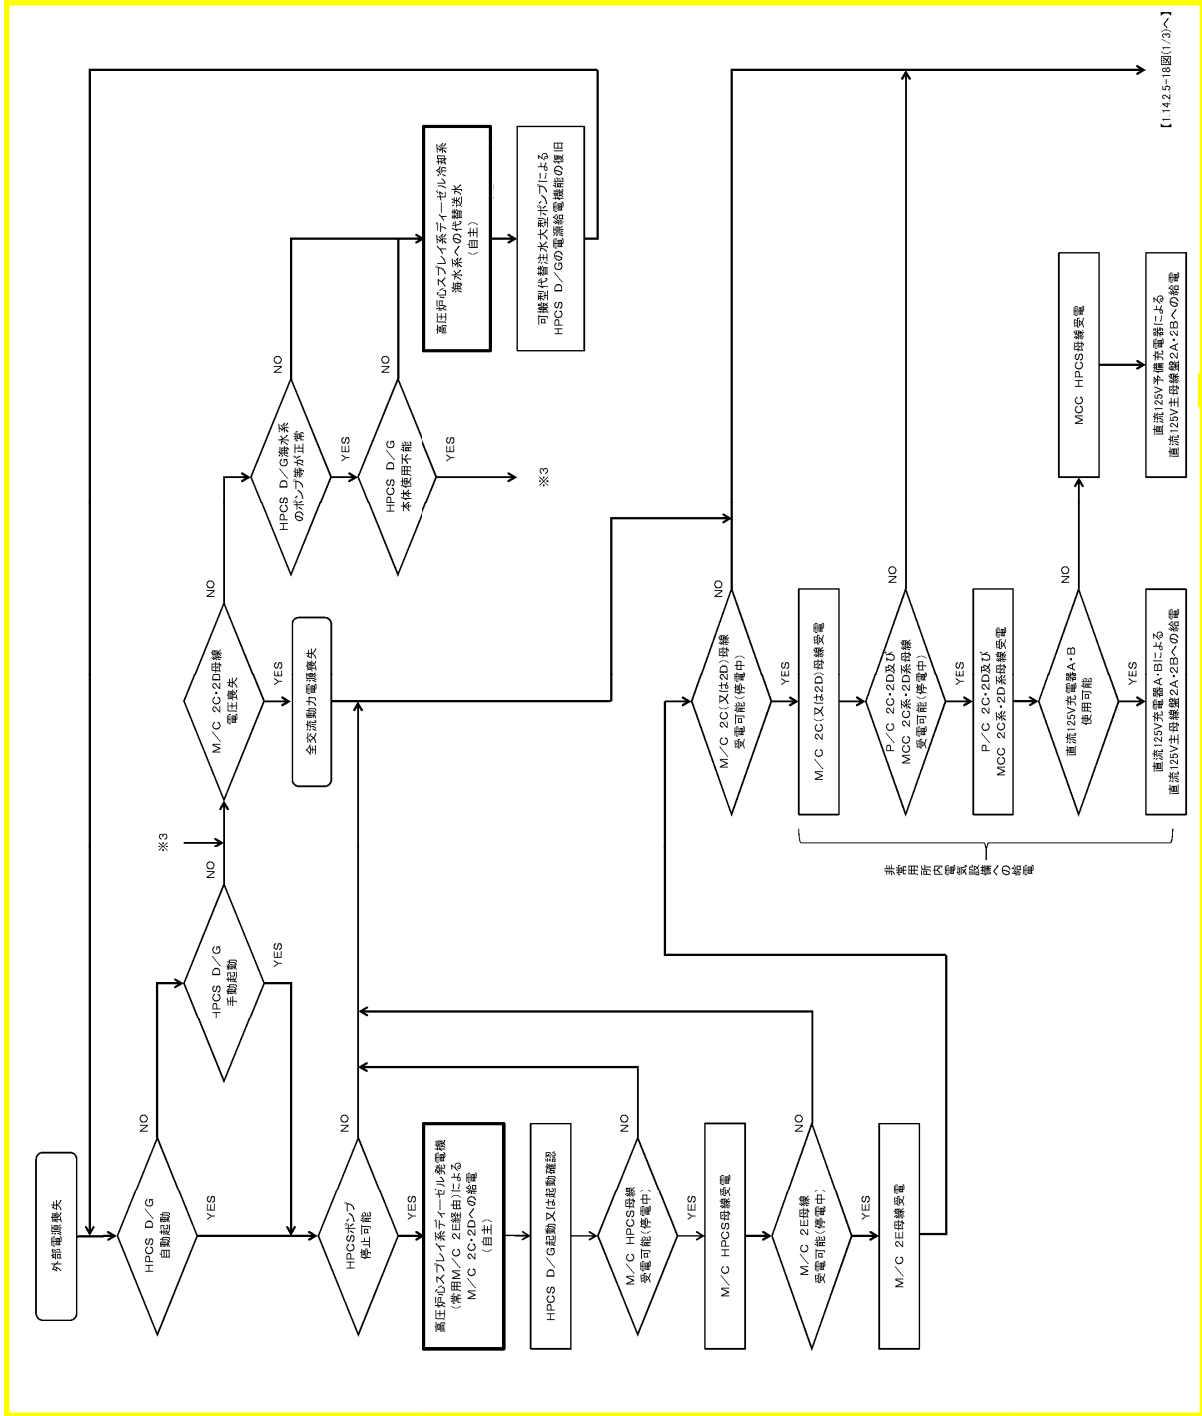 外部電源喪失
HPCS D/G
自動起動
NO
YES
HPCS D/G
手動起動
NO
YES
※3
M/C 2C・2D母線
電圧喪失
NO
YES
全交流動力電源喪失
HPCS D/G海水系
のポンプ等が正常
NO
YES
HPCS D/G
本体使用不能
NO
YES
※3
高圧炉心スプレイ系ディーゼル冷却系
海水系への代替送水
(自主)
可搬型代替注水大型ポンプによる
HPCS D/Gの電源給電機能の復旧
HPCSポンプ
停止可能
NO
YES
高圧炉心スプレイ系ディーゼル発電機
(常用M/C 2E経由)による
M/C 2C・2Dへの給電
(自主)
HPCS D/G起動又は起動確認
M/C HPCS母線
受電可能(停電中)
NO
YES
M/C HPCS母線受電
M/C 2E母線
受電可能(停電中)
NO
YES
M/C 2E母線受電
M/C 2C(又は2D)母線
受電可能(停電中)
NO
YES
M/C 2C(又は2D)母線受電
P/C 2C・2D及び
MCC 2C系・2D系母線
受電可能(停電中)
NO
YES
P/C 2C・2D及び
MCC 2C系・2D系母線受電
直流125V充電器A・B
使用可能
NO
YES
直流125V充電器A・Bによる
直流125V主母線盤2A・2Bへの給電
MCC HPCS母線受電
直流125V予備充電器による
直流125V主母線盤2A・2Bへの給電
非常用所内電気設備への給電
【1.14.2.5-18図(1/3)へ】